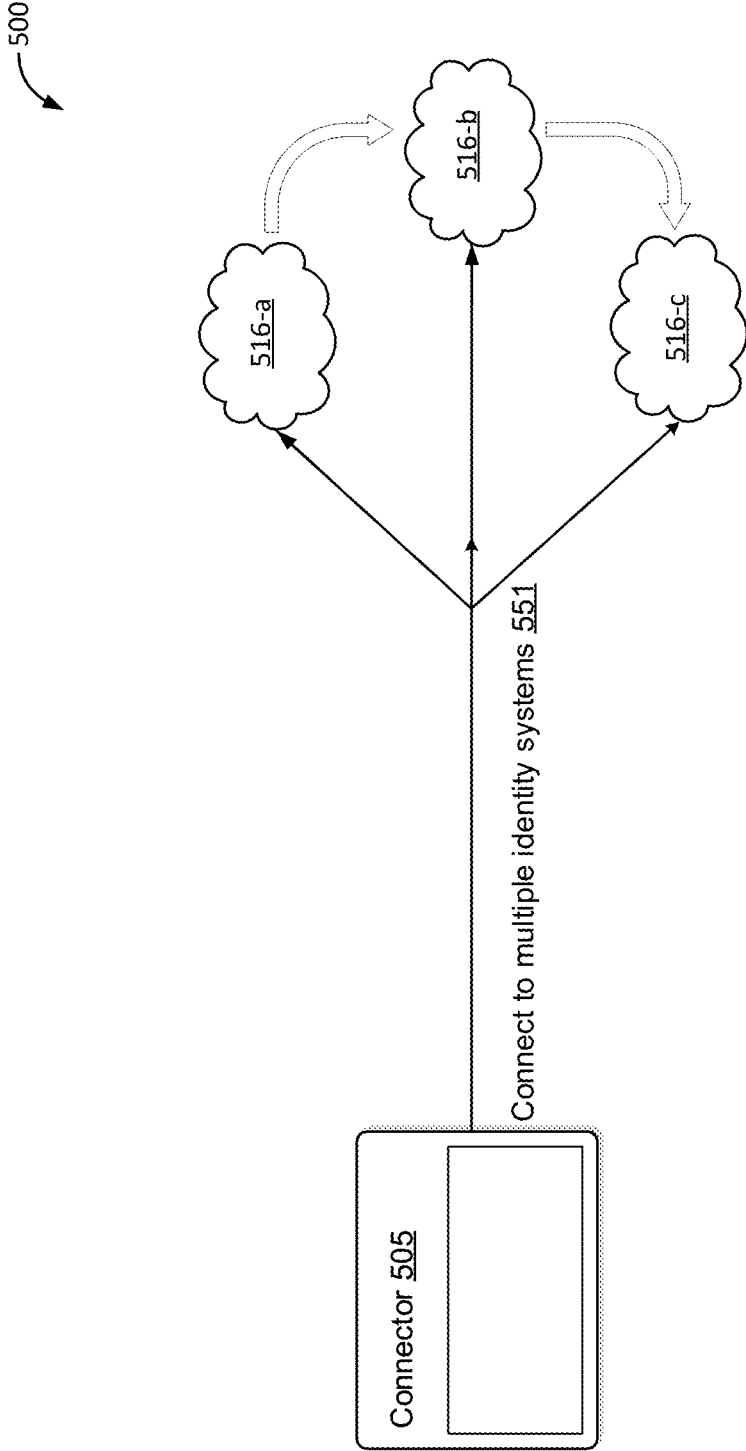 500
Connector 505
Connect to multiple identity systems 551
516-a
516-b
516-c